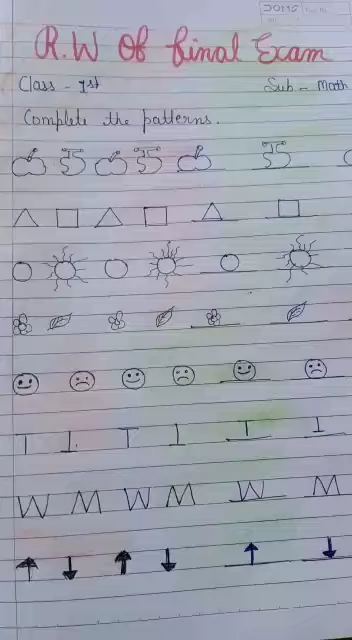 R.W Of final Exam
Class - 1st Sub - Math
Complete the patterns.
T I T I T I
W M W M W M